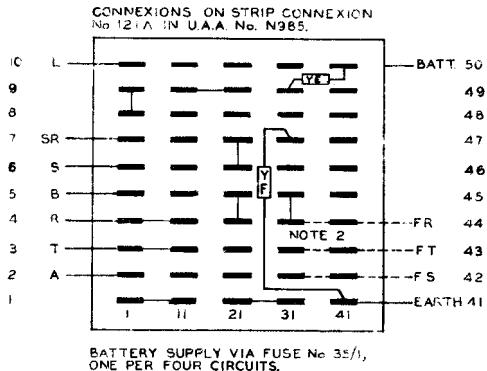 CONNEXIONS ON STRIP CONNEXION
No 121A IN U.A.A. No. N985.
10 L BATT. 50
YE
9 49
8 48
7 SR 47
6 S 46
YF
5 B 45
4 R FR 44
NOTE 2
3 T FT 43
2 A FS 42
1 EARTH 41
1 11 21 31 41
BATTERY SUPPLY VIA FUSE No 35/1,
ONE PER FOUR CIRCUITS.